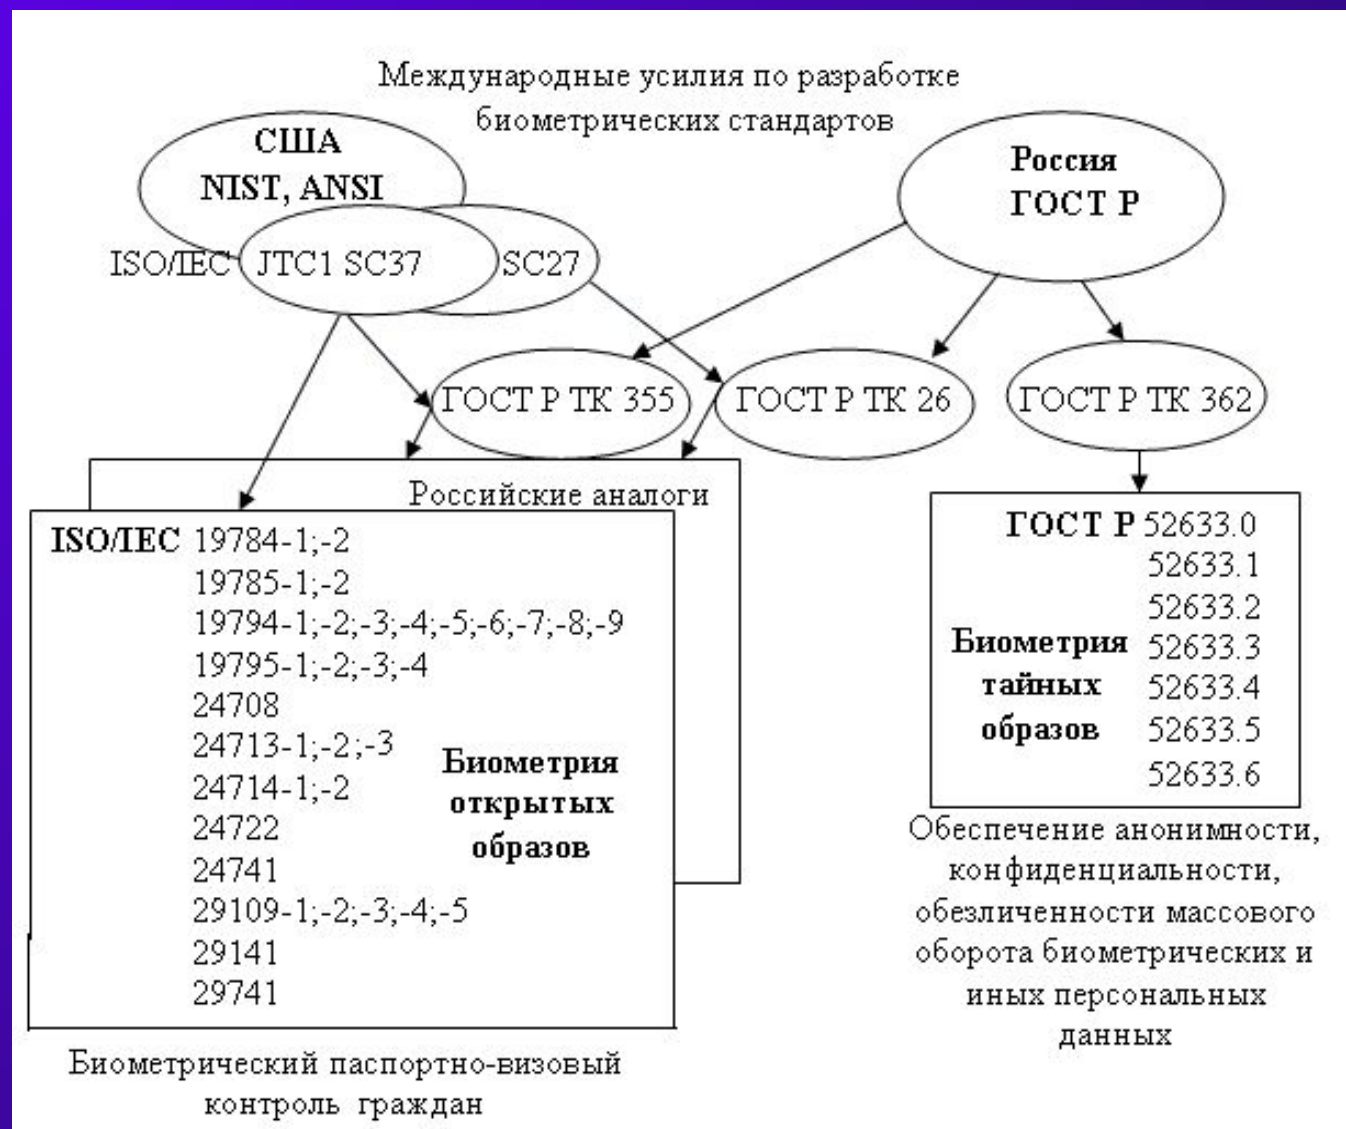 Международные усилия по разработке
биометрических стандартов
США
NIST, ANSI
ISO/IEC JTC1 SC37 SC27
Россия
ГОСТ Р
ГОСТ Р ТК 355
ГОСТ Р ТК 26
ГОСТ Р ТК 362
Российские аналоги
ISO/IEC 19784-1;-2
19785-1;-2
19794-1;-2;-3;-4;-5;-6;-7;-8;-9
19795-1;-2;-3;-4
24708
24713-1;-2;-3
24714-1;-2
24722
24741
29109-1;-2;-3;-4;-5
29141
29741
Биометрия
открытых
образов
Биометрический паспортно-визовый
контроль граждан
ГОСТ Р 52633.0
52633.1
52633.2
52633.3
52633.4
52633.5
52633.6
Биометрия
тайных
образов
Обеспечение анонимности,
конфиденциальности,
обезличенности массового
оборота биометрических и
иных персональных
данных